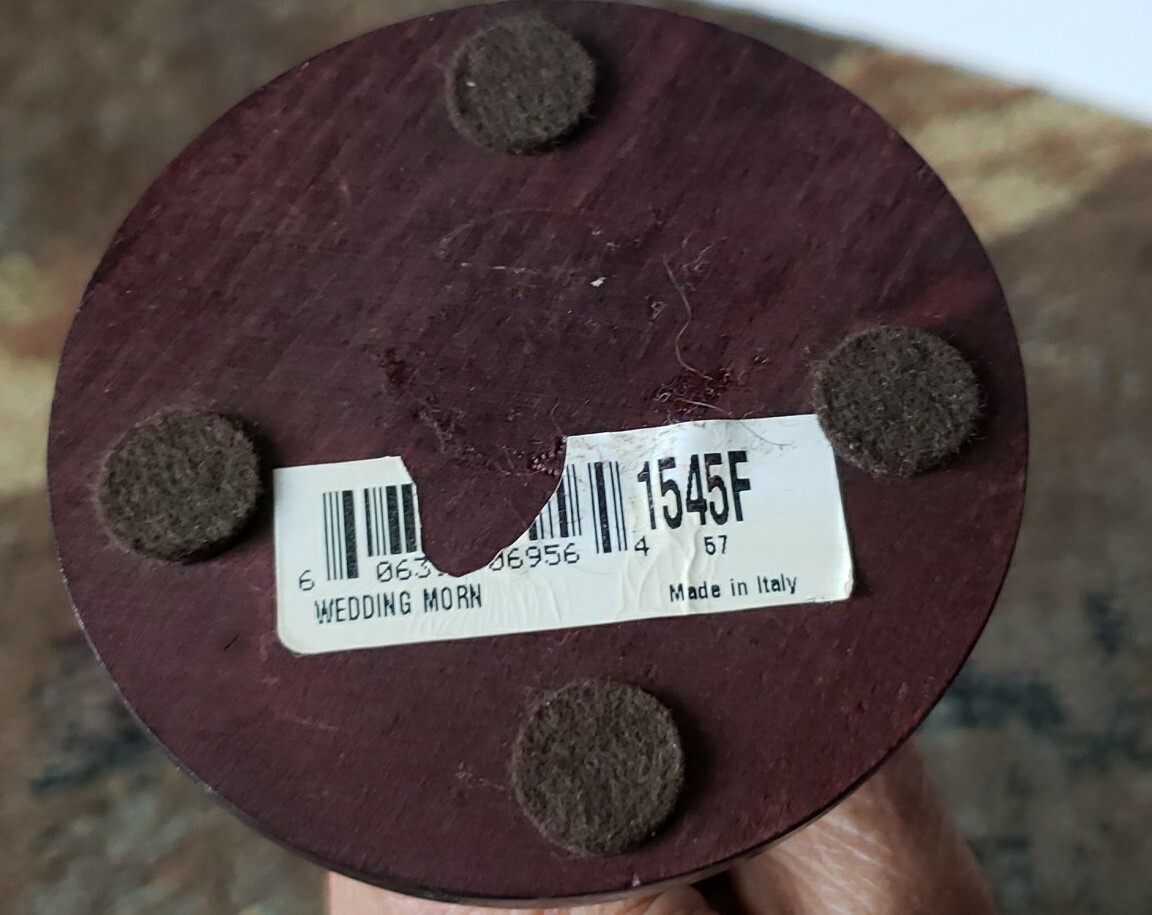 1545F
6 063 06956 4 57
WEDDING MORN Made in Italy